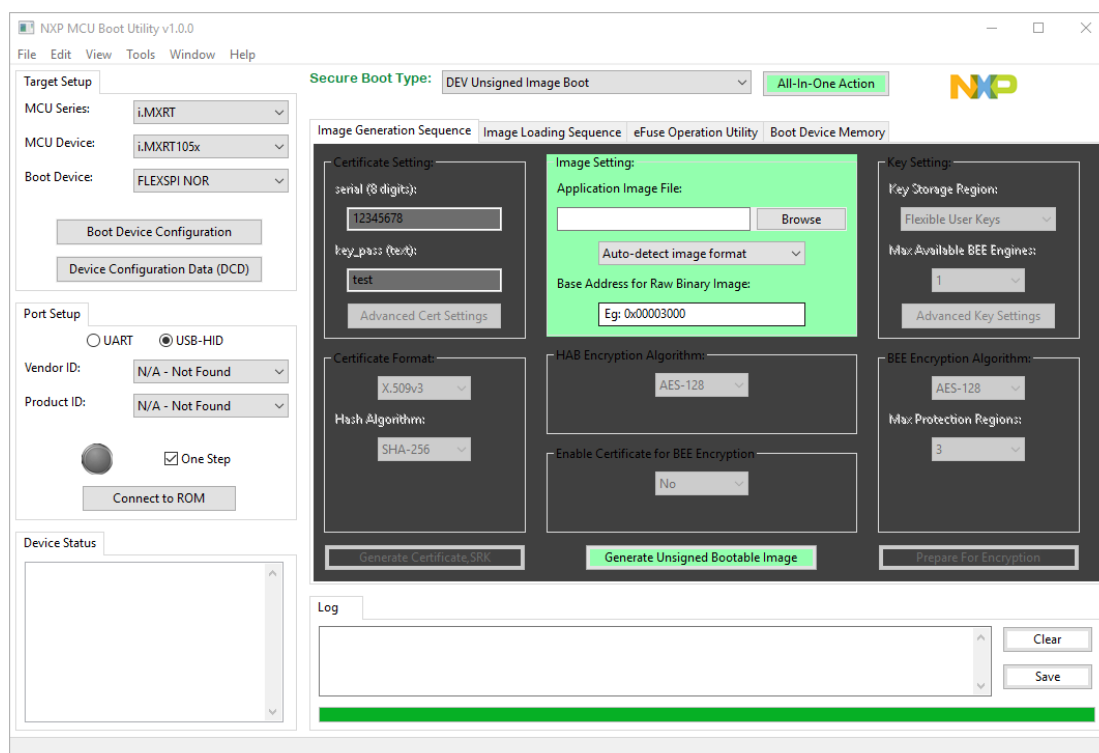 NXP MCU Boot Utility v1.0.0
File Edit View Tools Window Help
Target Setup
MCU Series: i.MXRT
MCU Device: i.MXRT105x
Boot Device: FLEXSPI NOR
Boot Device Configuration
Device Configuration Data (DCD)
Port Setup
UART USB-HID
Vendor ID: N/A - Not Found
Product ID: N/A - Not Found
One Step
Connect to ROM
Device Status
Secure Boot Type: DEV Unsigned Image Boot All-In-One Action NXP
Image Generation Sequence Image Loading Sequence eFuse Operation Utility Boot Device Memory
Certificate Setting:
serial (8 digits):
12345678
key_pass (text):
test
Advanced Cert Settings
Certificate Format:
X.509v3
Hash Algorithm:
SHA-256
Generate Certificate,SRK
Image Setting:
Application Image File:
Browse
Auto-detect image format
Base Address for Raw Binary Image:
Eg: 0x00003000
HAB Encryption Algorithm:
AES-128
Enable Certificate for BEE Encryption
No
Generate Unsigned Bootable Image
Key Setting:
Key Storage Region:
Flexible User Keys
Max Available BEE Engines:
1
Advanced Key Settings
BEE Encryption Algorithm:
AES-128
Max Protection Regions:
3
Prepare For Encryption
Log
Clear
Save